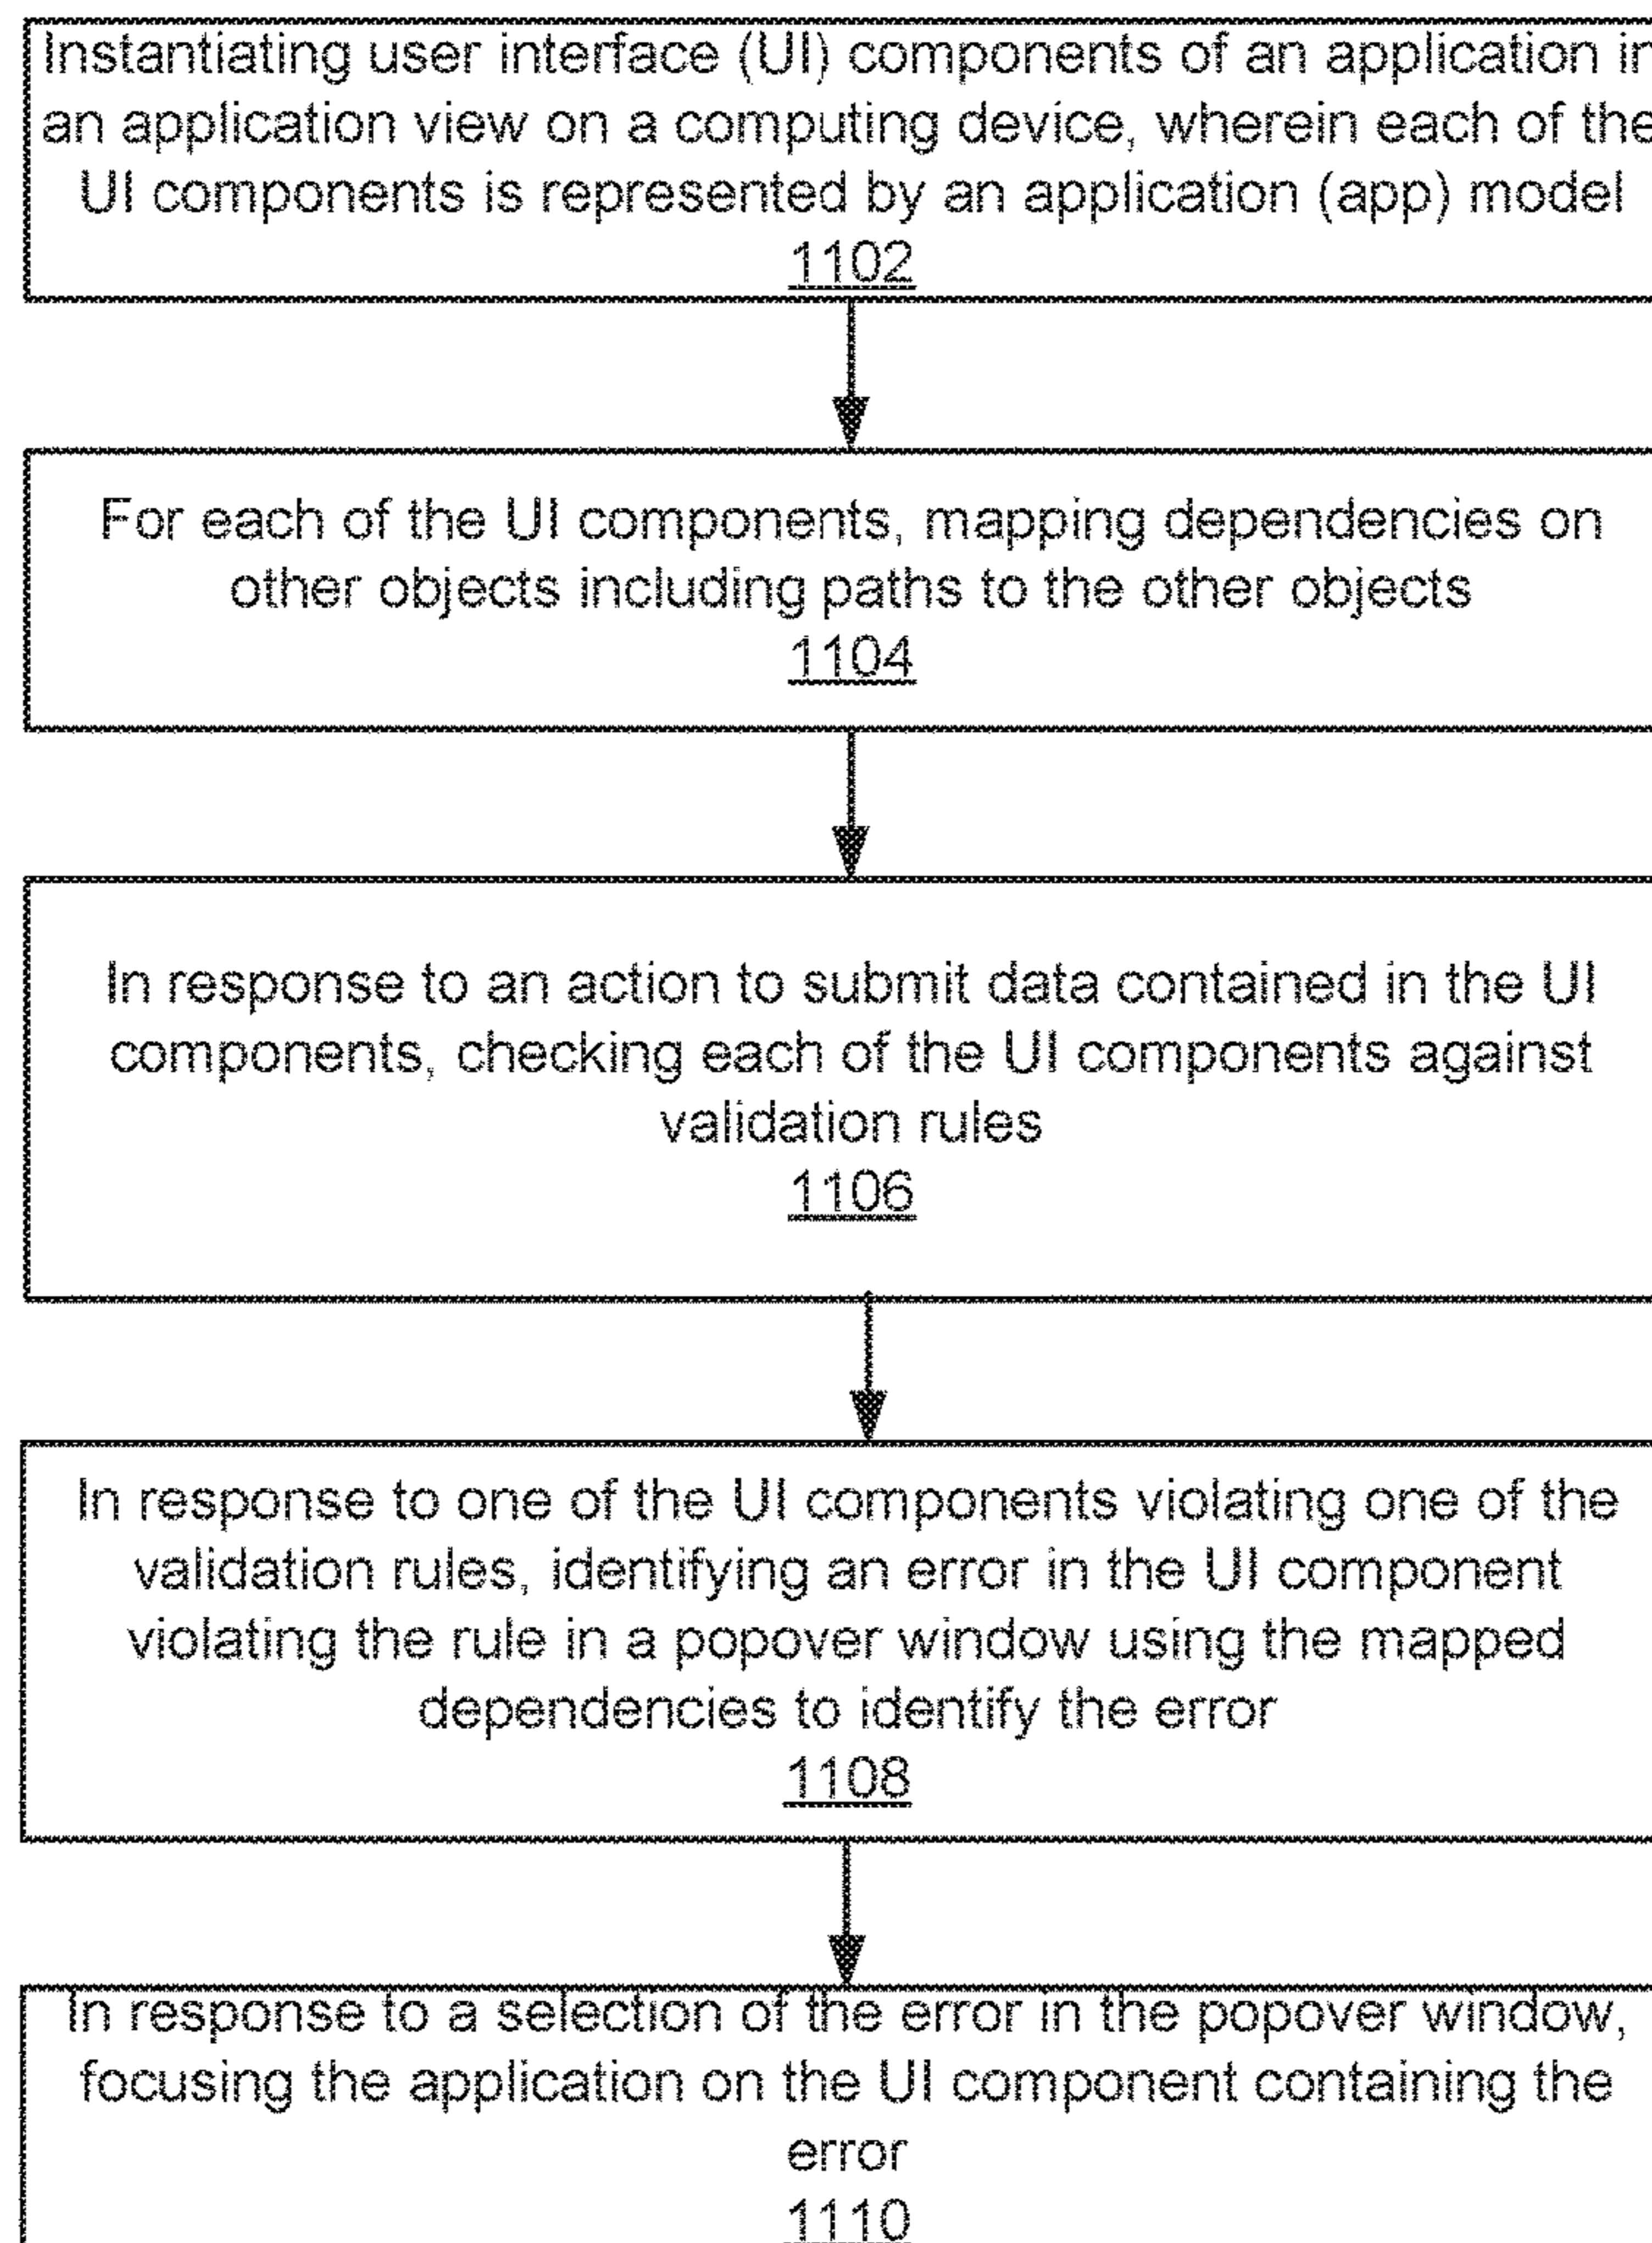 Instantiating user interface (UI) components of an application in
an application view on a computing device, wherein each of the
UI components is represented by an application (app) model
1102
For each of the UI components, mapping dependencies on
other objects including paths to the other objects
1104
In response to an action to submit data contained in the UI
components, checking each of the UI components against
validation rules
1106
In response to one of the UI components violating one of the
validation rules, identifying an error in the UI component
violating the rule in a popover window using the mapped
dependencies to identify the error
1108
In response to a selection of the error in the popover window,
focusing the application on the UI component containing the
error
1110